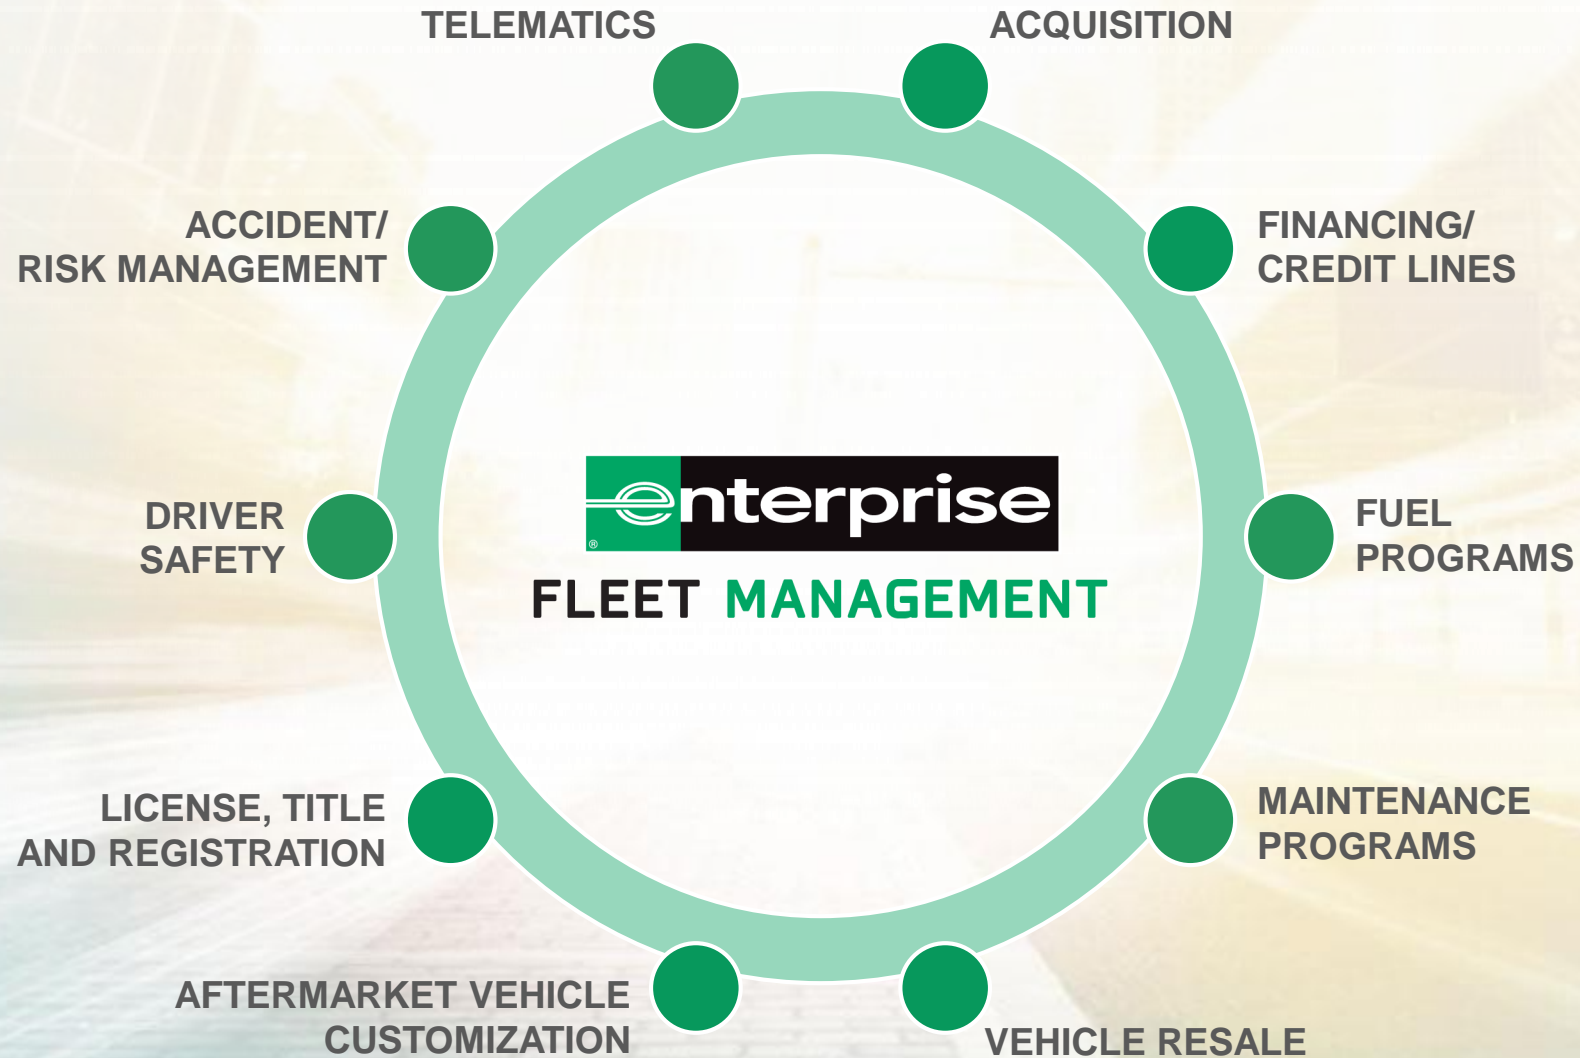 TELEMATICS
ACQUISITION
ACCIDENT/
RISK MANAGEMENT
FINANCING/
CREDIT LINES
enterprise
®
FLEET MANAGEMENT
DRIVER
SAFETY
FUEL
PROGRAMS
LICENSE, TITLE
AND REGISTRATION
MAINTENANCE
PROGRAMS
AFTERMARKET VEHICLE
CUSTOMIZATION
VEHICLE RESALE